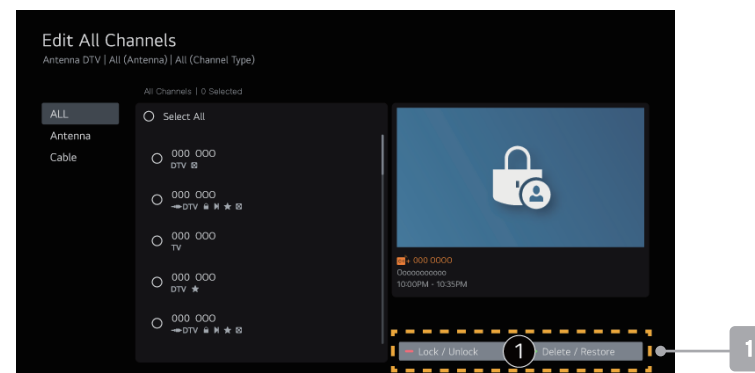 Edit All Channels
Antenna DTV | All (Antenna) | All (Channel Type)
All Channels | 0 Selected
ALL
Antenna
Cable
Select All
000 000
DTV
000 000
DTV
000 000
TV
000 000
DTV
000 000
DTV
000 0000
Oooooooooo
10:00PM - 10:35PM
Lock / Unlock
1
Delete / Restore
1